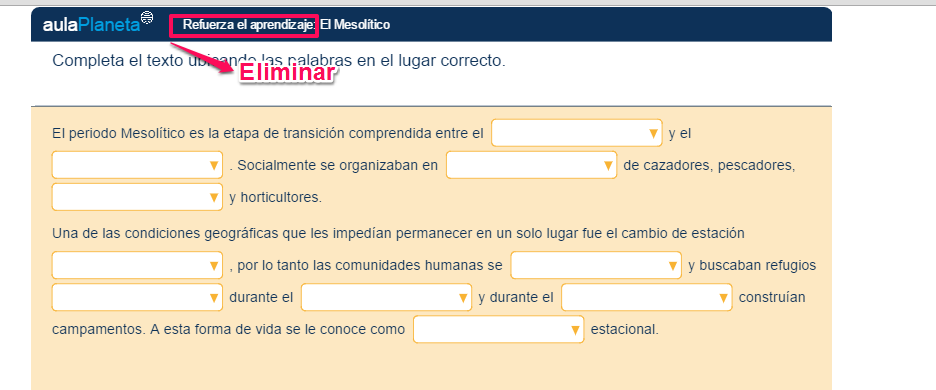 aulaPlaneta Refuerza el aprendizaje: El Mesolítico
Completa el texto ubicando las palabras en el lugar correcto.
Eliminar
El periodo Mesolítico es la etapa de transición comprendida entre el y el
. Socialmente se organizaban en de cazadores, pescadores,
y horticultores.
Una de las condiciones geográficas que les impedían permanecer en un solo lugar fue el cambio de estación
, por lo tanto las comunidades humanas se y buscaban refugios
durante el y durante el construían
campamentos. A esta forma de vida se le conoce como estacional.